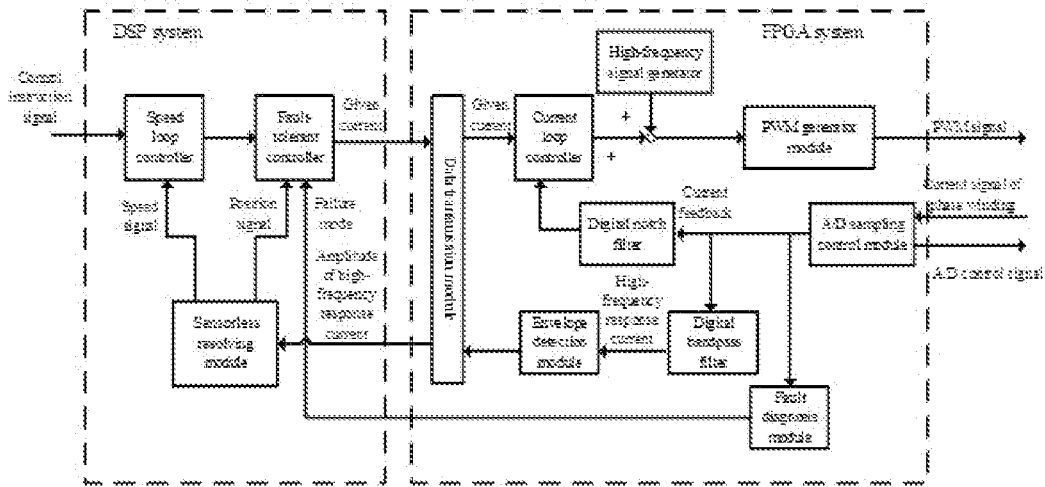 DSP system
FPGA system
Control
instruction
signal
Speed
loop
controller
Fault-
tolerant
controller
Given
current
Data transmission module
Given
current
Current
loop
controller
High-frequency
signal generator
+
+
PWM generator
module
PWM signal
Speed
signal
Position
signal
Failure
mode
Amplitude
of high-
frequency
response
current
Sensorless
resolving
module
Digital notch
filter
Current
feedback
A/D sampling
control module
Current signal of
phase winding
A/D control signal
Envelope
detection
module
High-
frequency
response
current
Digital
bandpass
filter
Fault
diagnosis
module